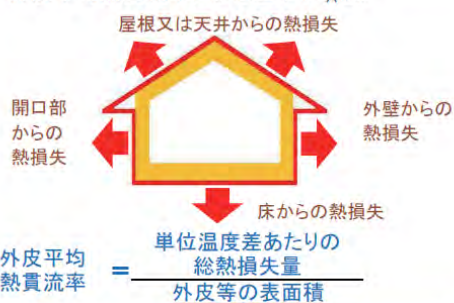 屋根又は天井からの熱損失
開口部
からの
熱損失
外壁からの
熱損失
床からの熱損失
外皮平均
熱貫流率
=
単位温度差あたりの
総熱損失量
外皮等の表面積